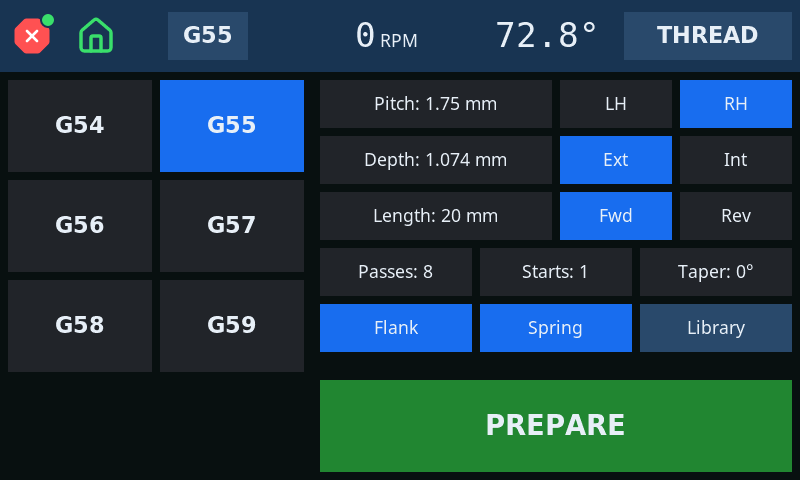 G55
0 RPM
72.8°
THREAD
G54
G55
G56
G57
G58
G59
Pitch: 1.75 mm
LH
RH
Depth: 1.074 mm
Ext
Int
Length: 20 mm
Fwd
Rev
Passes: 8
Starts: 1
Taper: 0°
Flank
Spring
Library
PREPARE